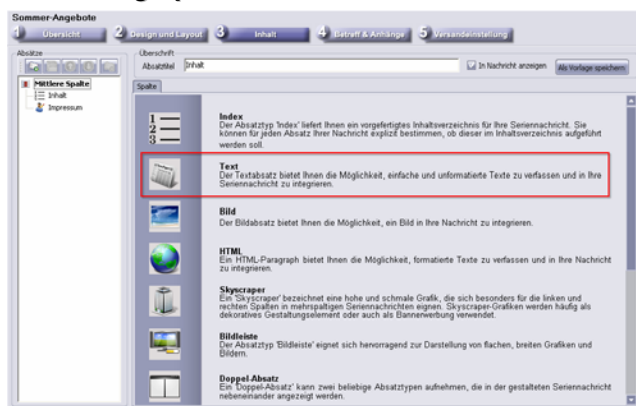 Sommer-Angebote
1 Übersicht 2 Design und Layout 3 Inhalt 4 Betreff & Anhänge 5 Versandeinstellung
Absätze
Überschrift
Absatztitel Inhalt In Nachricht anzeigen Als Vorlage speichern
Mittlere Spalte
Inhalt
Impressum
Spalte
1
2
3
Index
Der Absatztyp 'Index' liefert Ihnen ein vorgefertigtes Inhaltsverzeichnis für Ihre Seriennachricht. Sie
können für jeden Absatz Ihrer Nachricht explizit bestimmen, ob dieser im Inhaltsverzeichnis aufgeführt
werden soll.
Text
Der Textabsatz bietet Ihnen die Möglichkeit, einfache und unformatierte Texte zu verfassen und in Ihre
Seriennachricht zu integrieren.
Bild
Der Bildabsatz bietet Ihnen die Möglichkeit, ein Bild in Ihre Nachricht zu integrieren.
HTML
Ein HTML-Paragraph bietet Ihnen die Möglichkeit, formatierte Texte zu verfassen und in Ihre Nachricht
zu integrieren.
Skyscraper
Ein 'Skyscraper' bezeichnet eine hohe und schmale Grafik, die sich besonders für die linken und
rechten Spalten in mehrspaltigen Seriennachrichten eignen. Skyscraper-Grafiken werden häufig als
dekoratives Gestaltungselement oder auch als Bannerwerbung verwendet.
Bildleiste
Der Absatztyp 'Bildleiste' eignet sich hervorragend zur Darstellung von flachen, breiten Grafiken und
Bildern.
Doppel-Absatz
Ein 'Doppel-Absatz' kann zwei beliebige Absatztypen aufnehmen, die in der gestalteten Seriennachricht
nebeneinander angezeigt werden.